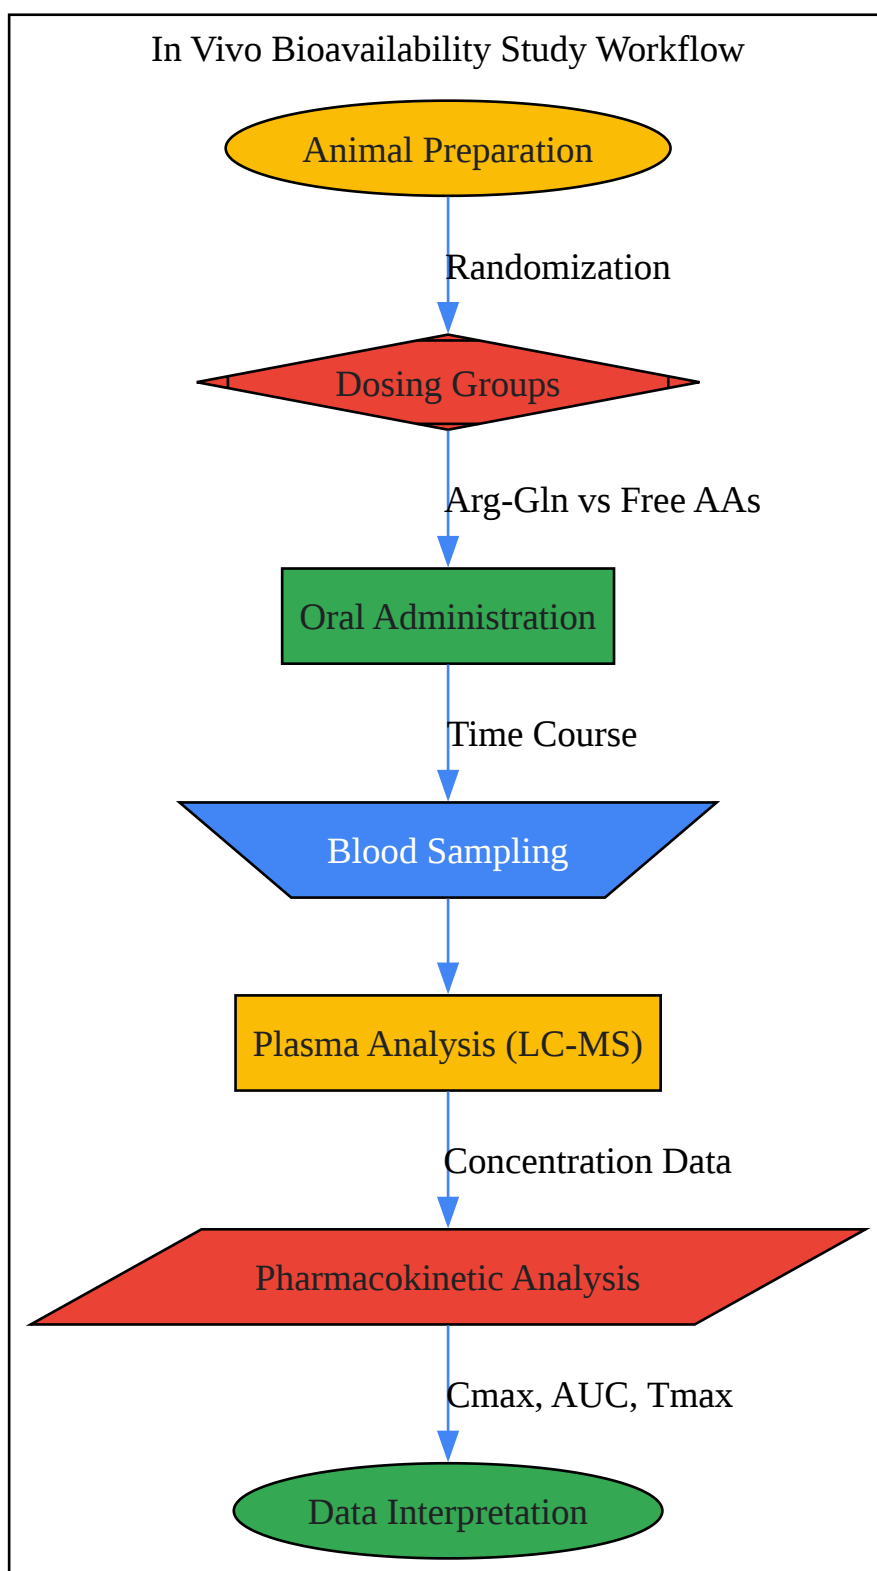 In Vivo Bioavailability Study Workflow
Animal Preparation
Randomization
Dosing Groups
Arg-Gln vs Free AAs
Oral Administration
Time Course
Blood Sampling
Plasma Analysis (LC-MS)
Concentration Data
Pharmacokinetic Analysis
Cmax, AUC, Tmax
Data Interpretation